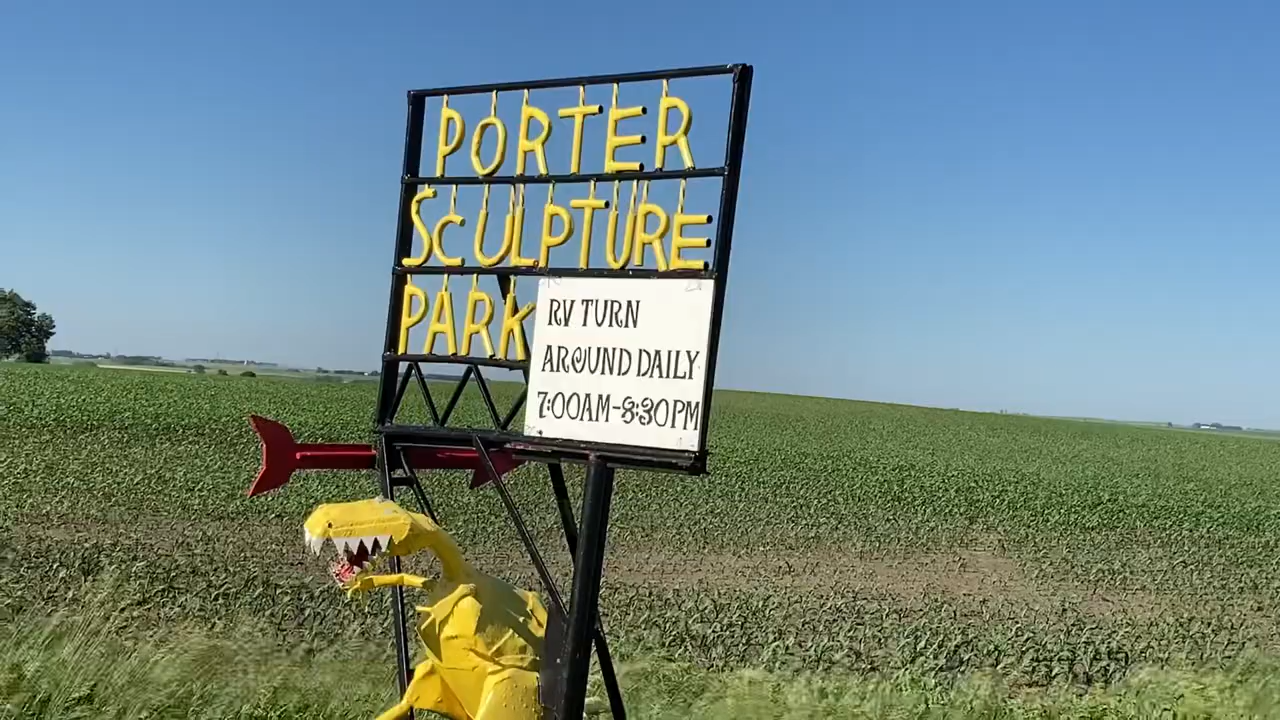 PORTER
SCULPTURE
PARK
RV TURN
AROUND DAILY
7:00AM-8:30PM